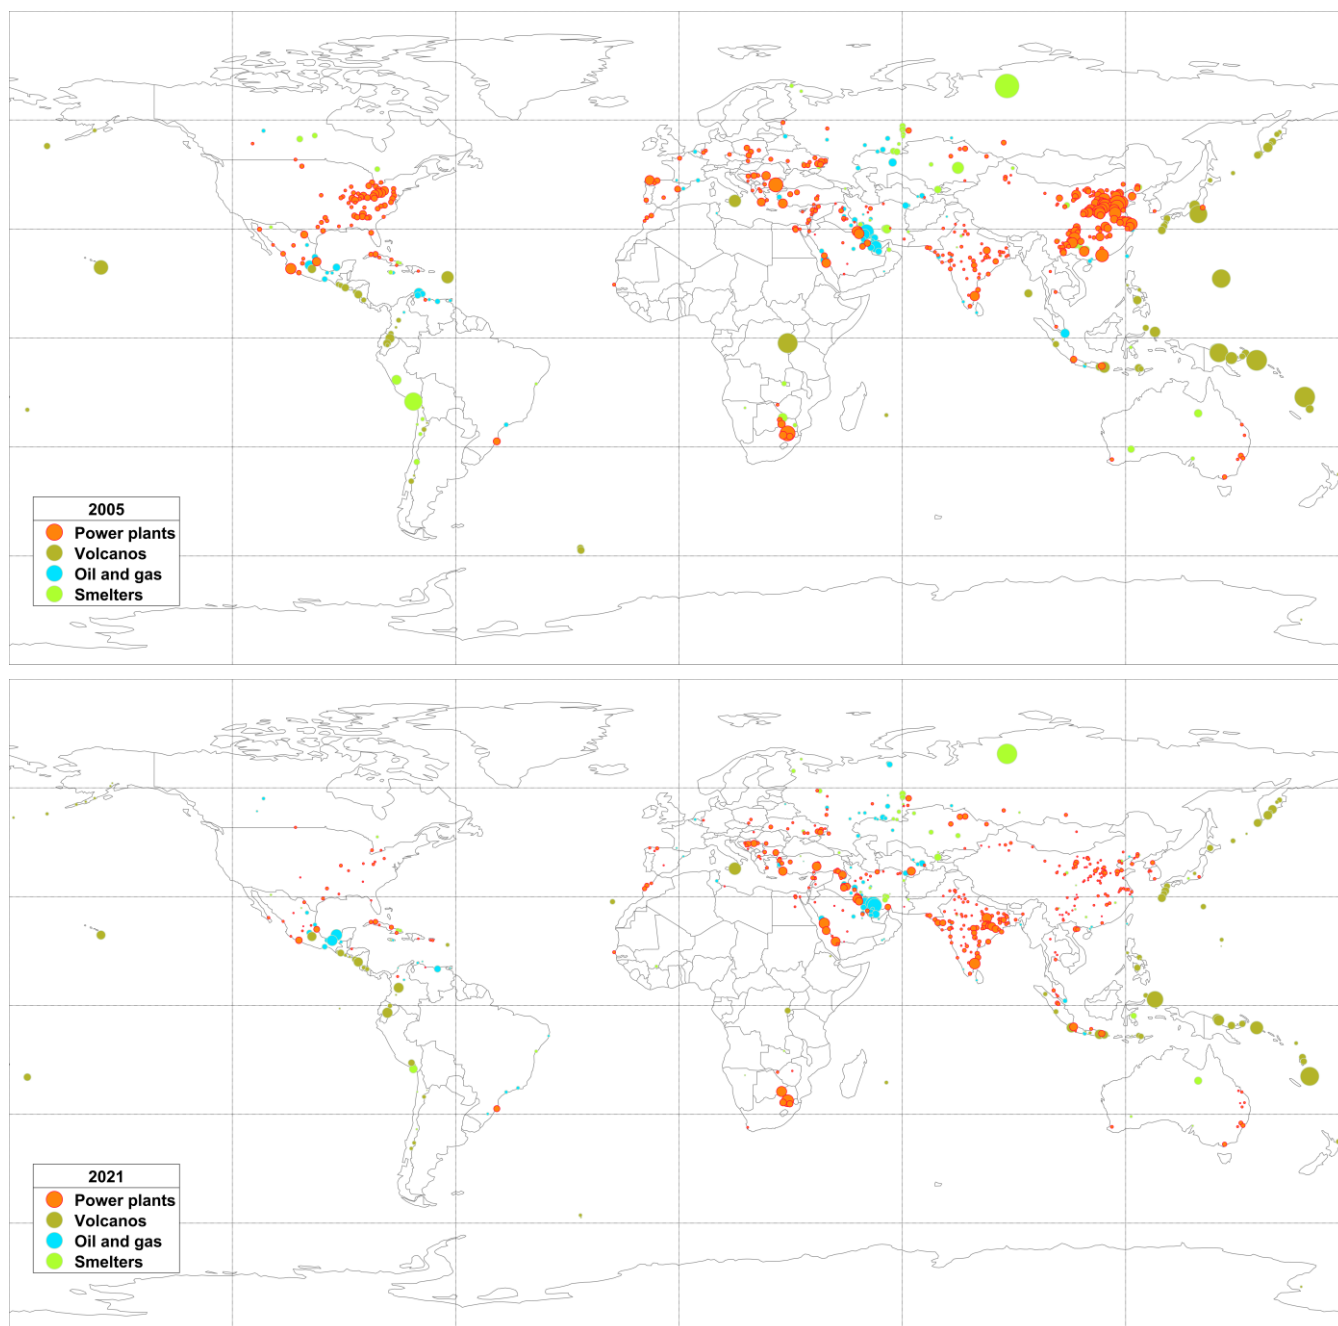 2005
Power plants
Volcanos
Oil and gas
Smelters
2021
Power plants
Volcanos
Oil and gas
Smelters